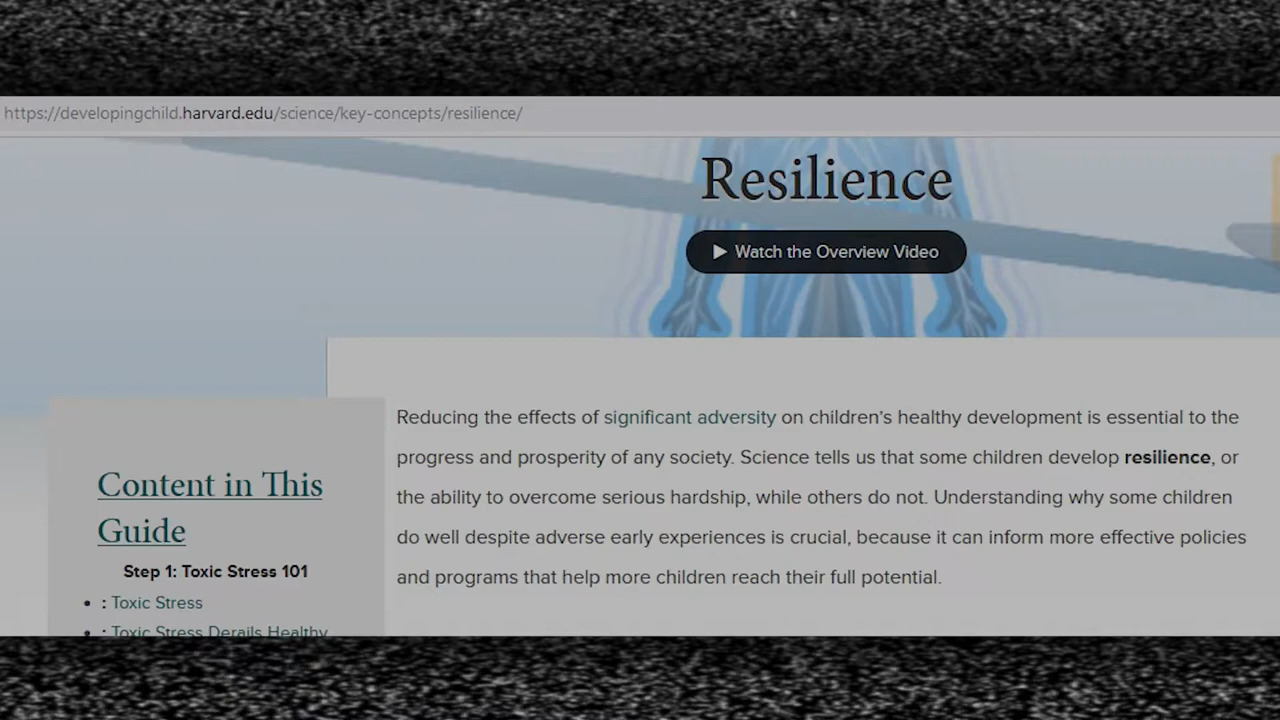 https://developingchild.harvard.edu/science/key-concepts/resilience/
Resilience
Watch the Overview Video
Reducing the effects of significant adversity on children's healthy development is essential to the
progress and prosperity of any society. Science tells us that some children develop resilience, or
the ability to overcome serious hardship, while others do not. Understanding why some children
do well despite adverse early experiences is crucial, because it can inform more effective policies
and programs that help more children reach their full potential.
Content in This
Guide
Step 1: Toxic Stress 101
• : Toxic Stress
• : Toxic Stress Derails Healthy